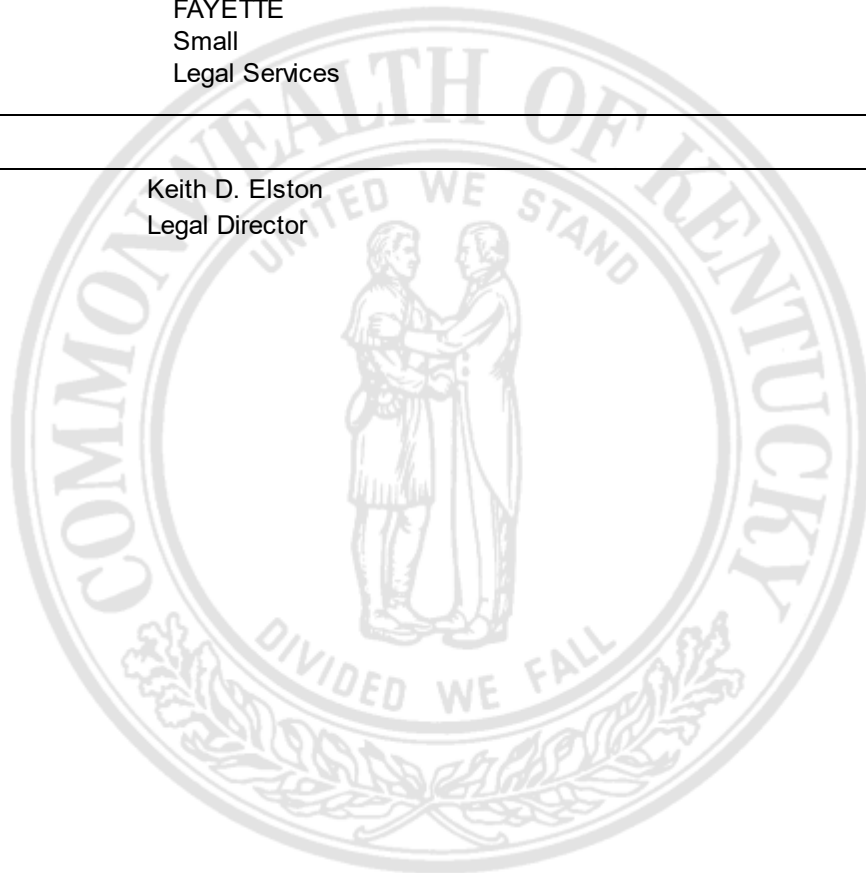 FAYETTE
Small
Legal Services
Keith D. Elston
Legal Director
COMMONWEALTH OF KENTUCKY
UNITED WE STAND
DIVIDED WE FALL